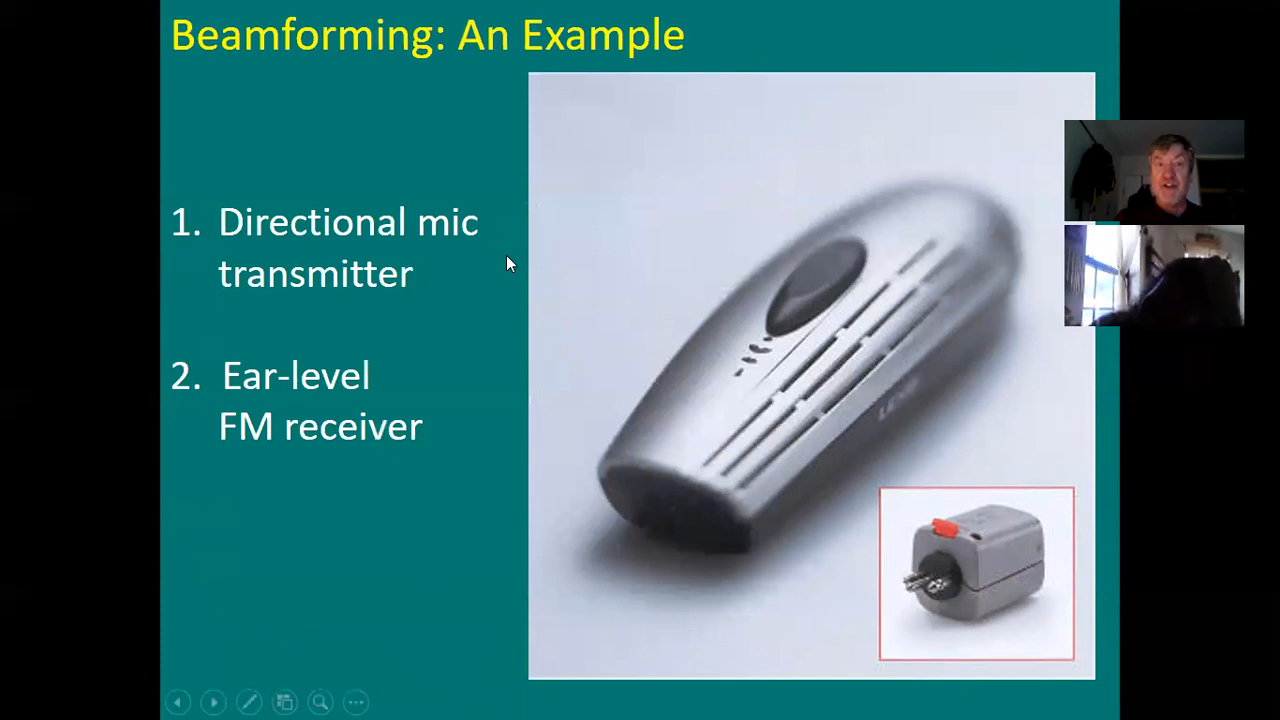 Beamforming: An Example
1. Directional mic
transmitter
2. Ear-level
FM receiver